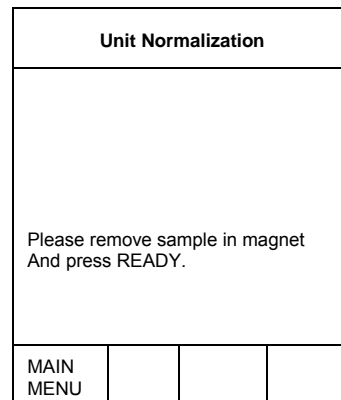 Unit Normalization
Please remove sample in magnet
And press READY.
MAIN
MENU